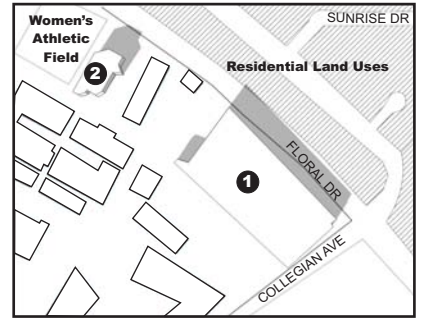 Women's
Athletic
Field
SUNRISE DR
Residential Land Uses
2
1
FLORAL DR
COLLEGIAN AVE